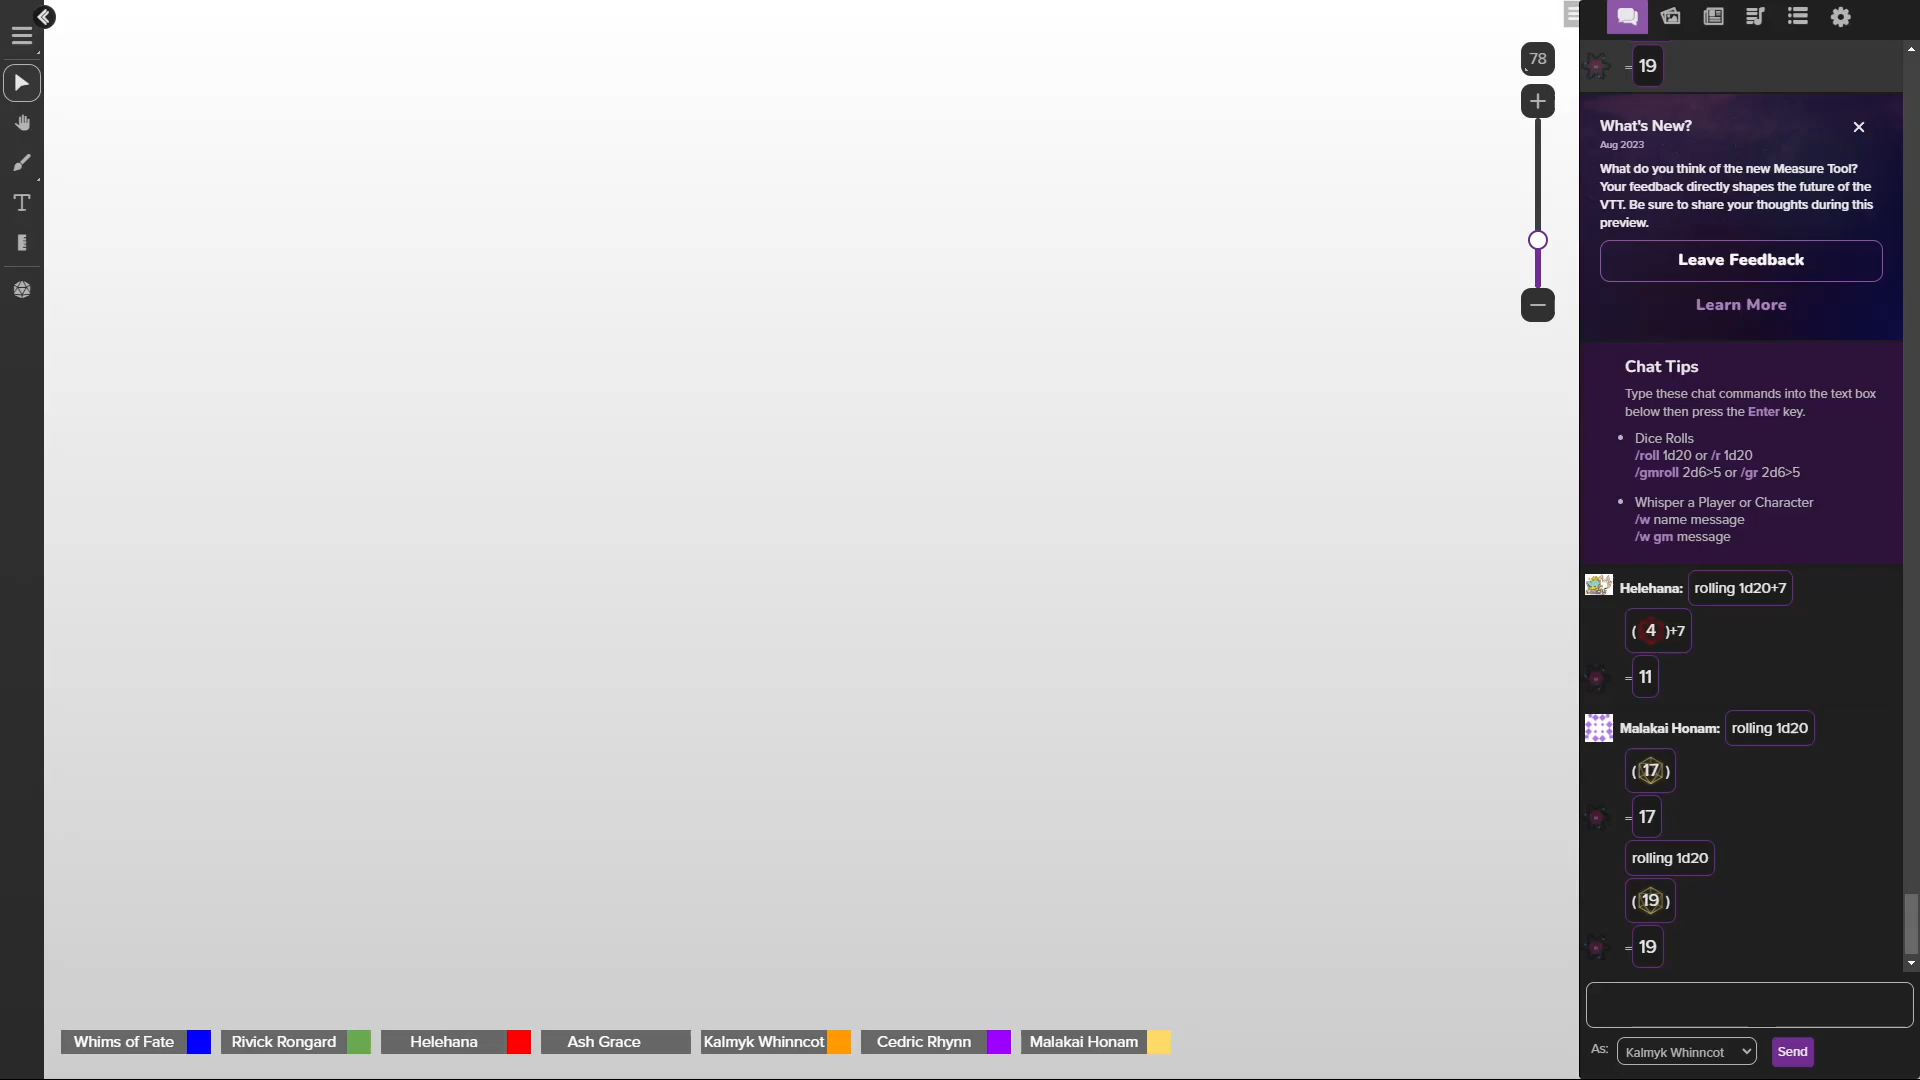 78
= 19
What's New?
Aug 2023
What do you think of the new Measure Tool?
Your feedback directly shapes the future of the
VTT. Be sure to share your thoughts during this
preview.
Leave Feedback
Learn More
Chat Tips
Type these chat commands into the text box
below then press the Enter key.
• Dice Rolls
/roll 1d20 or /r 1d20
/gmroll 2d6>5 or /gr 2d6>5
• Whisper a Player or Character
/w name message
/w gm message
Helehana: rolling 1d20+7
(4)+7
= 11
Malakai Honam: rolling 1d20
(17)
= 17
rolling 1d20
(19)
= 19
Whims of Fate Rivick Rongard Helehana Ash Grace Kalmyk Whinncot Cedric Rhynn Malakai Honam
As: Kalmyk Whinncot Send